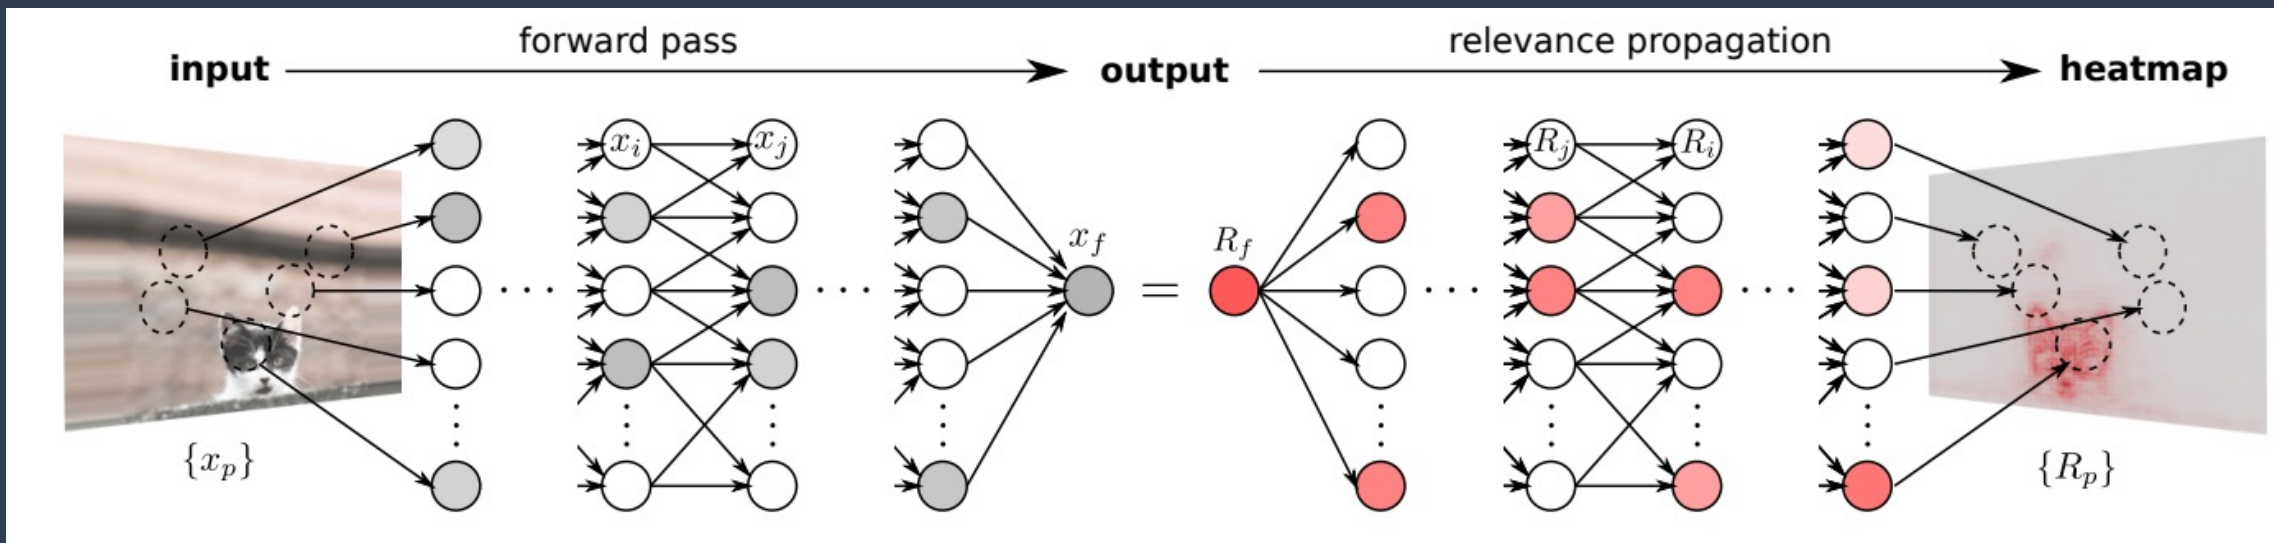 forward pass
relevance propagation
input
output
heatmap
x_i
x_j
x_f
=
R_f
R_j
R_i
...
...
...
...
{x_p}
{R_p}